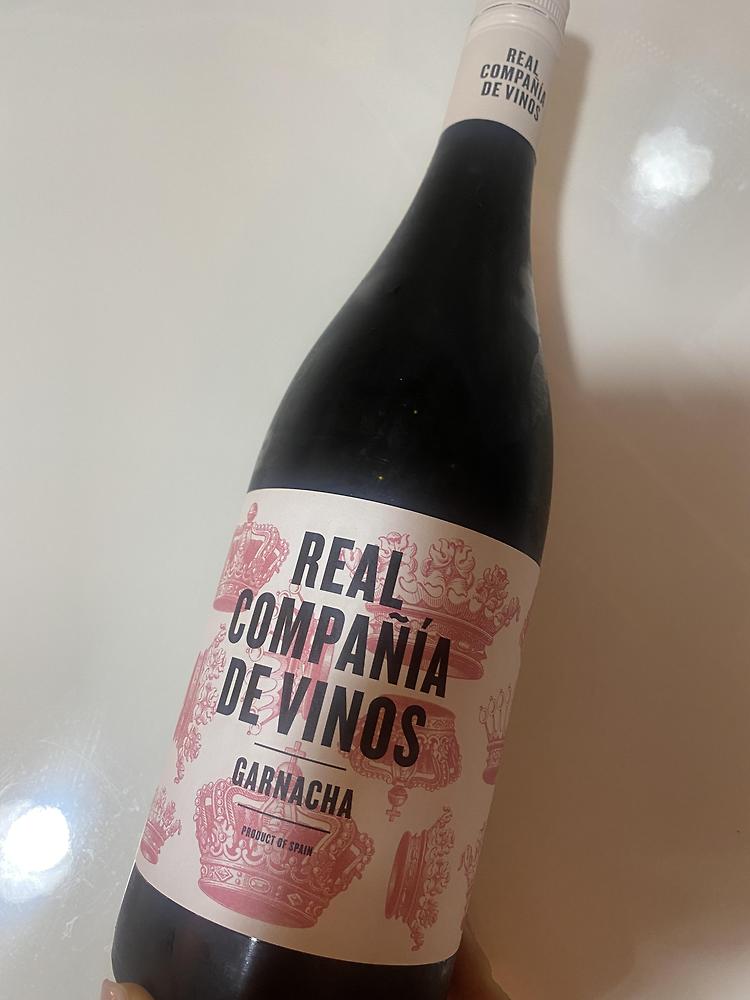 REAL
COMPAÑÍA
DE VINOS
REAL
COMPAÑÍA
DE VINOS
GARNACHA
PRODUCT OF SPAIN